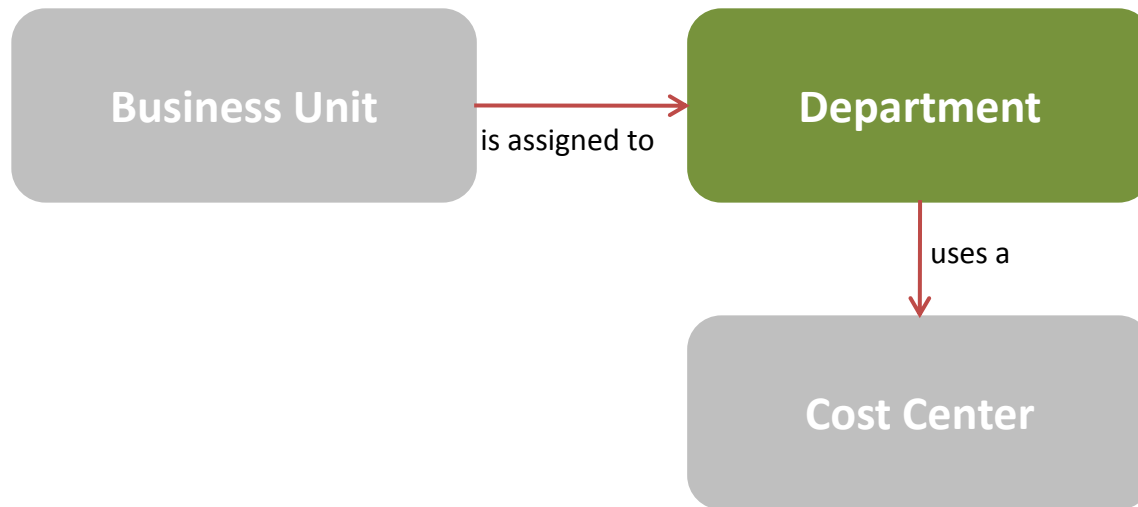 Business Unit
Department
is assigned to
uses a
Cost Center